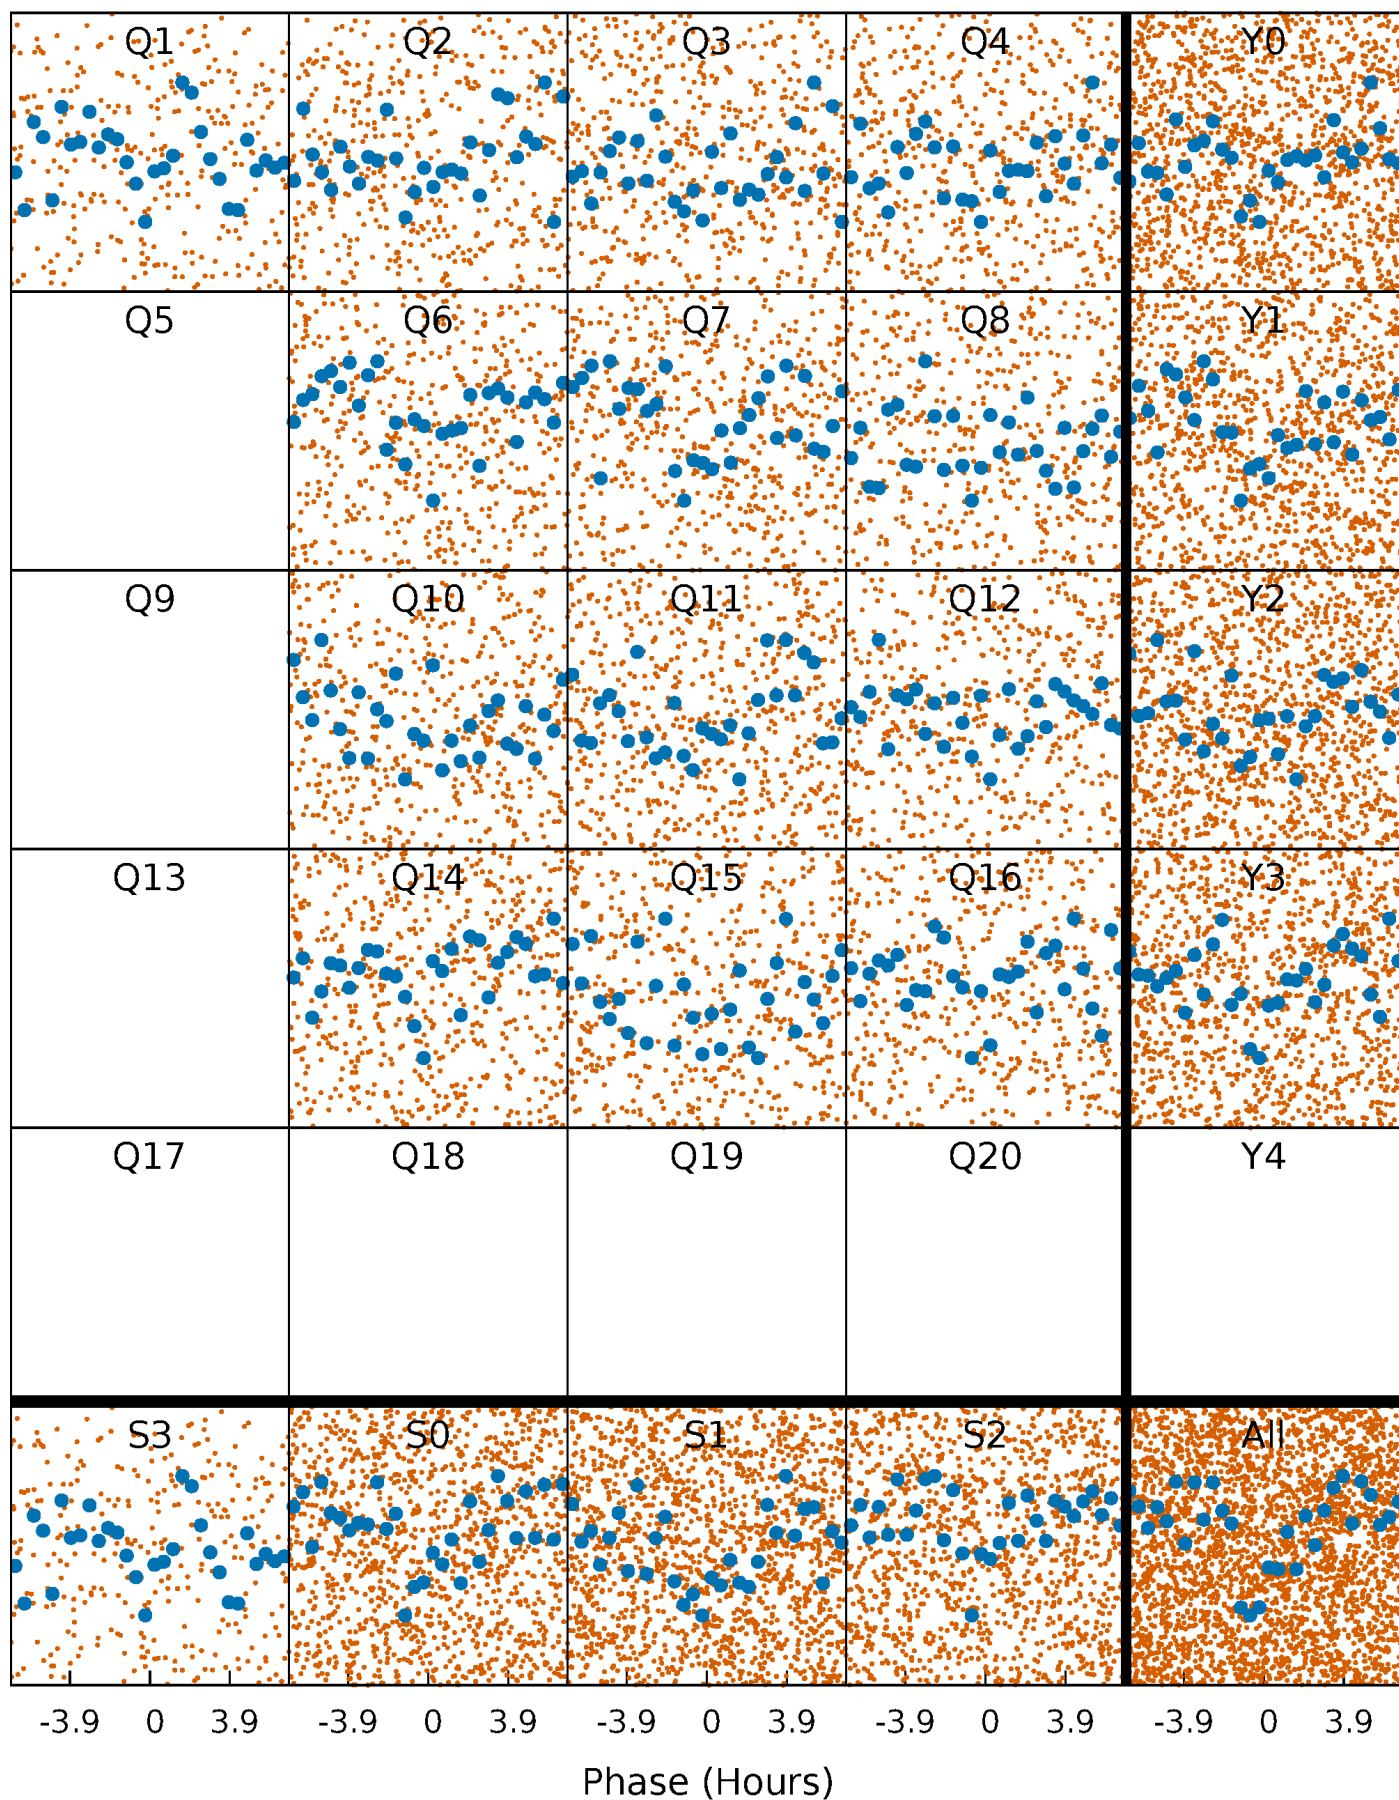 Q1 Q2 Q3 Q4 Y0
Q5 Q6 Q7 Q8 Y1
Q9 Q10 Q11 Q12 Y2
Q13 Q14 Q15 Q16 Y3
Q17 Q18 Q19 Q20 Y4
S3 S0 S1 S2 All
-3.9 0 3.9 -3.9 0 3.9 -3.9 0 3.9 -3.9 0 3.9 -3.9 0 3.9
Phase (Hours)